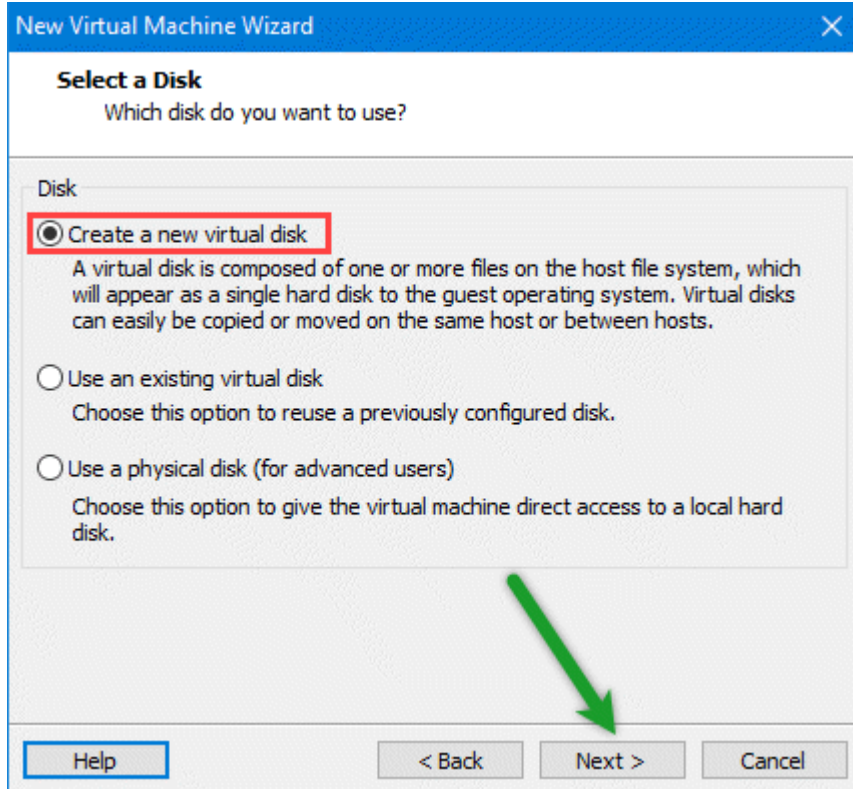 New Virtual Machine Wizard
Select a Disk
Which disk do you want to use?
Disk
Create a new virtual disk
A virtual disk is composed of one or more files on the host file system, which
will appear as a single hard disk to the guest operating system. Virtual disks
can easily be copied or moved on the same host or between hosts.
Use an existing virtual disk
Choose this option to reuse a previously configured disk.
Use a physical disk (for advanced users)
Choose this option to give the virtual machine direct access to a local hard
disk.
Help
< Back
Next >
Cancel